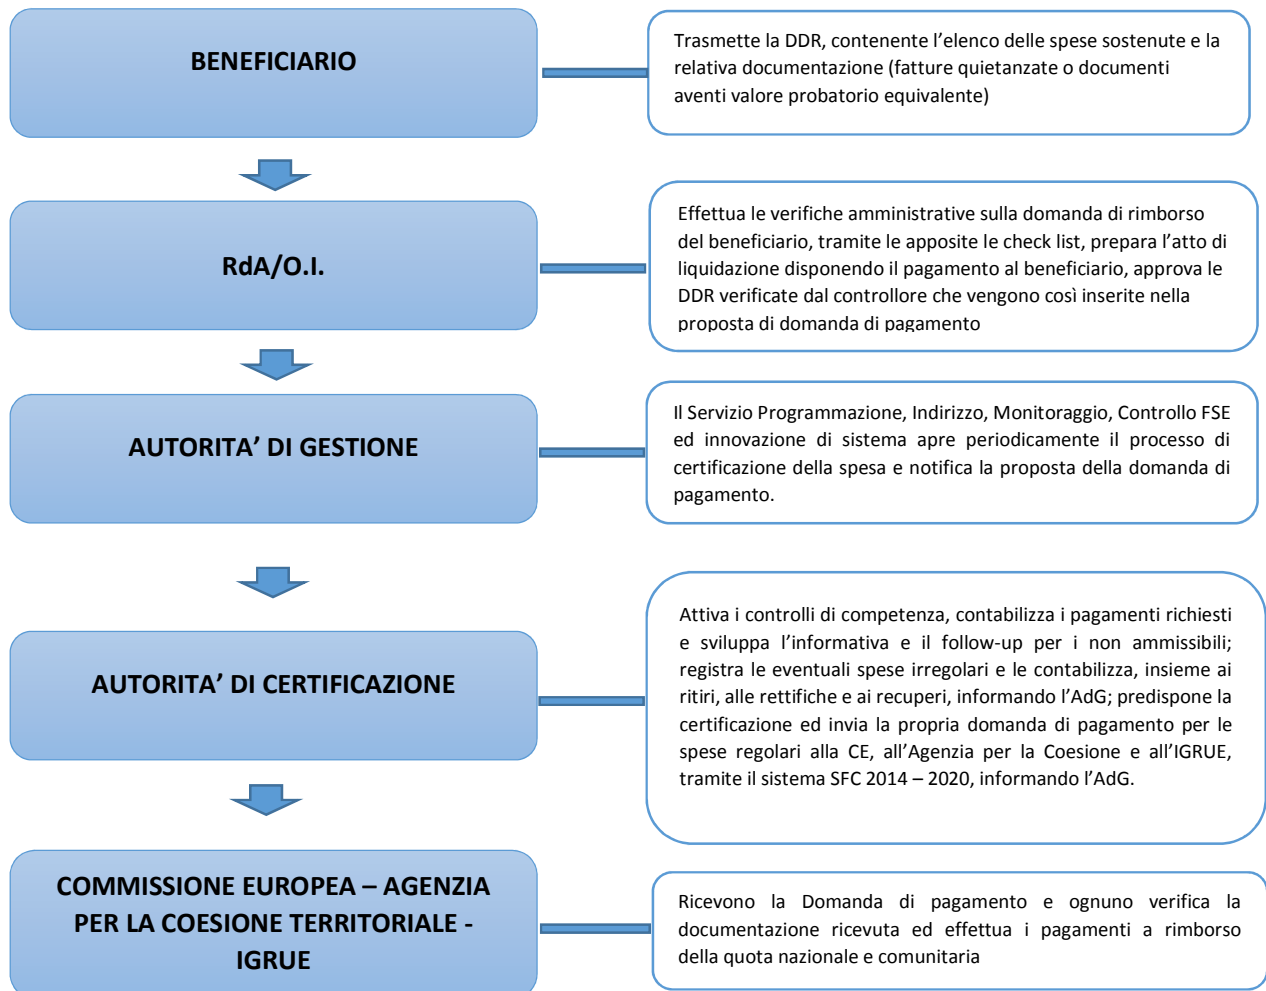 BENEFICIARIO
Trasmette la DDR, contenente l’elenco delle spese sostenute e la
relativa documentazione (fatture quietanzate o documenti
aventi valore probatorio equivalente)
RdA/O.I.
Effettua le verifiche amministrative sulla domanda di rimborso
del beneficiario, tramite le apposite le check list, prepara l’atto di
liquidazione disponendo il pagamento al beneficiario, approva le
DDR verificate dal controllore che vengono così inserite nella
proposta di domanda di pagamento
AUTORITA’ DI GESTIONE
Il Servizio Programmazione, Indirizzo, Monitoraggio, Controllo FSE
ed innovazione di sistema apre periodicamente il processo di
certificazione della spesa e notifica la proposta della domanda di
pagamento.
AUTORITA’ DI CERTIFICAZIONE
Attiva i controlli di competenza, contabilizza i pagamenti richiesti
e sviluppa l’informativa e il follow-up per i non ammissibili;
registra le eventuali spese irregolari e le contabilizza, insieme ai
ritiri, alle rettifiche e ai recuperi, informando l’AdG; predispone la
certificazione ed invia la propria domanda di pagamento per le
spese regolari alla CE, all’Agenzia per la Coesione e all’IGRUE,
tramite il sistema SFC 2014 – 2020, informando l’AdG.
COMMISSIONE EUROPEA – AGENZIA
PER LA COESIONE TERRITORIALE -
IGRUE
Ricevono la Domanda di pagamento e ognuno verifica la
documentazione ricevuta ed effettua i pagamenti a rimborso
della quota nazionale e comunitaria